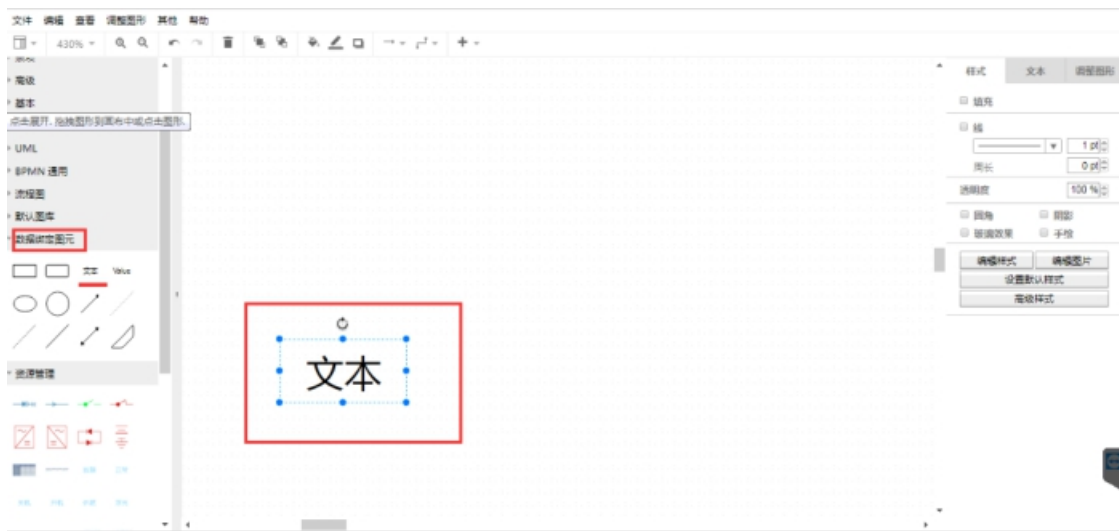 文件 编辑 查看 调整图形 其他 帮助
430%
高级
基本
点击展开. 拖拽图形到画布中或点击图形.
UML
BPMN 通用
流程图
默认图库
数据绑定图元
文本 Value
资源管理
文本
样式 文本 调整图形
填充
线
1 pt
周长 0 pt
透明度 100 %
圆角 阴影
玻璃效果 手绘
编辑样式 编辑图片
设置默认样式
高级样式